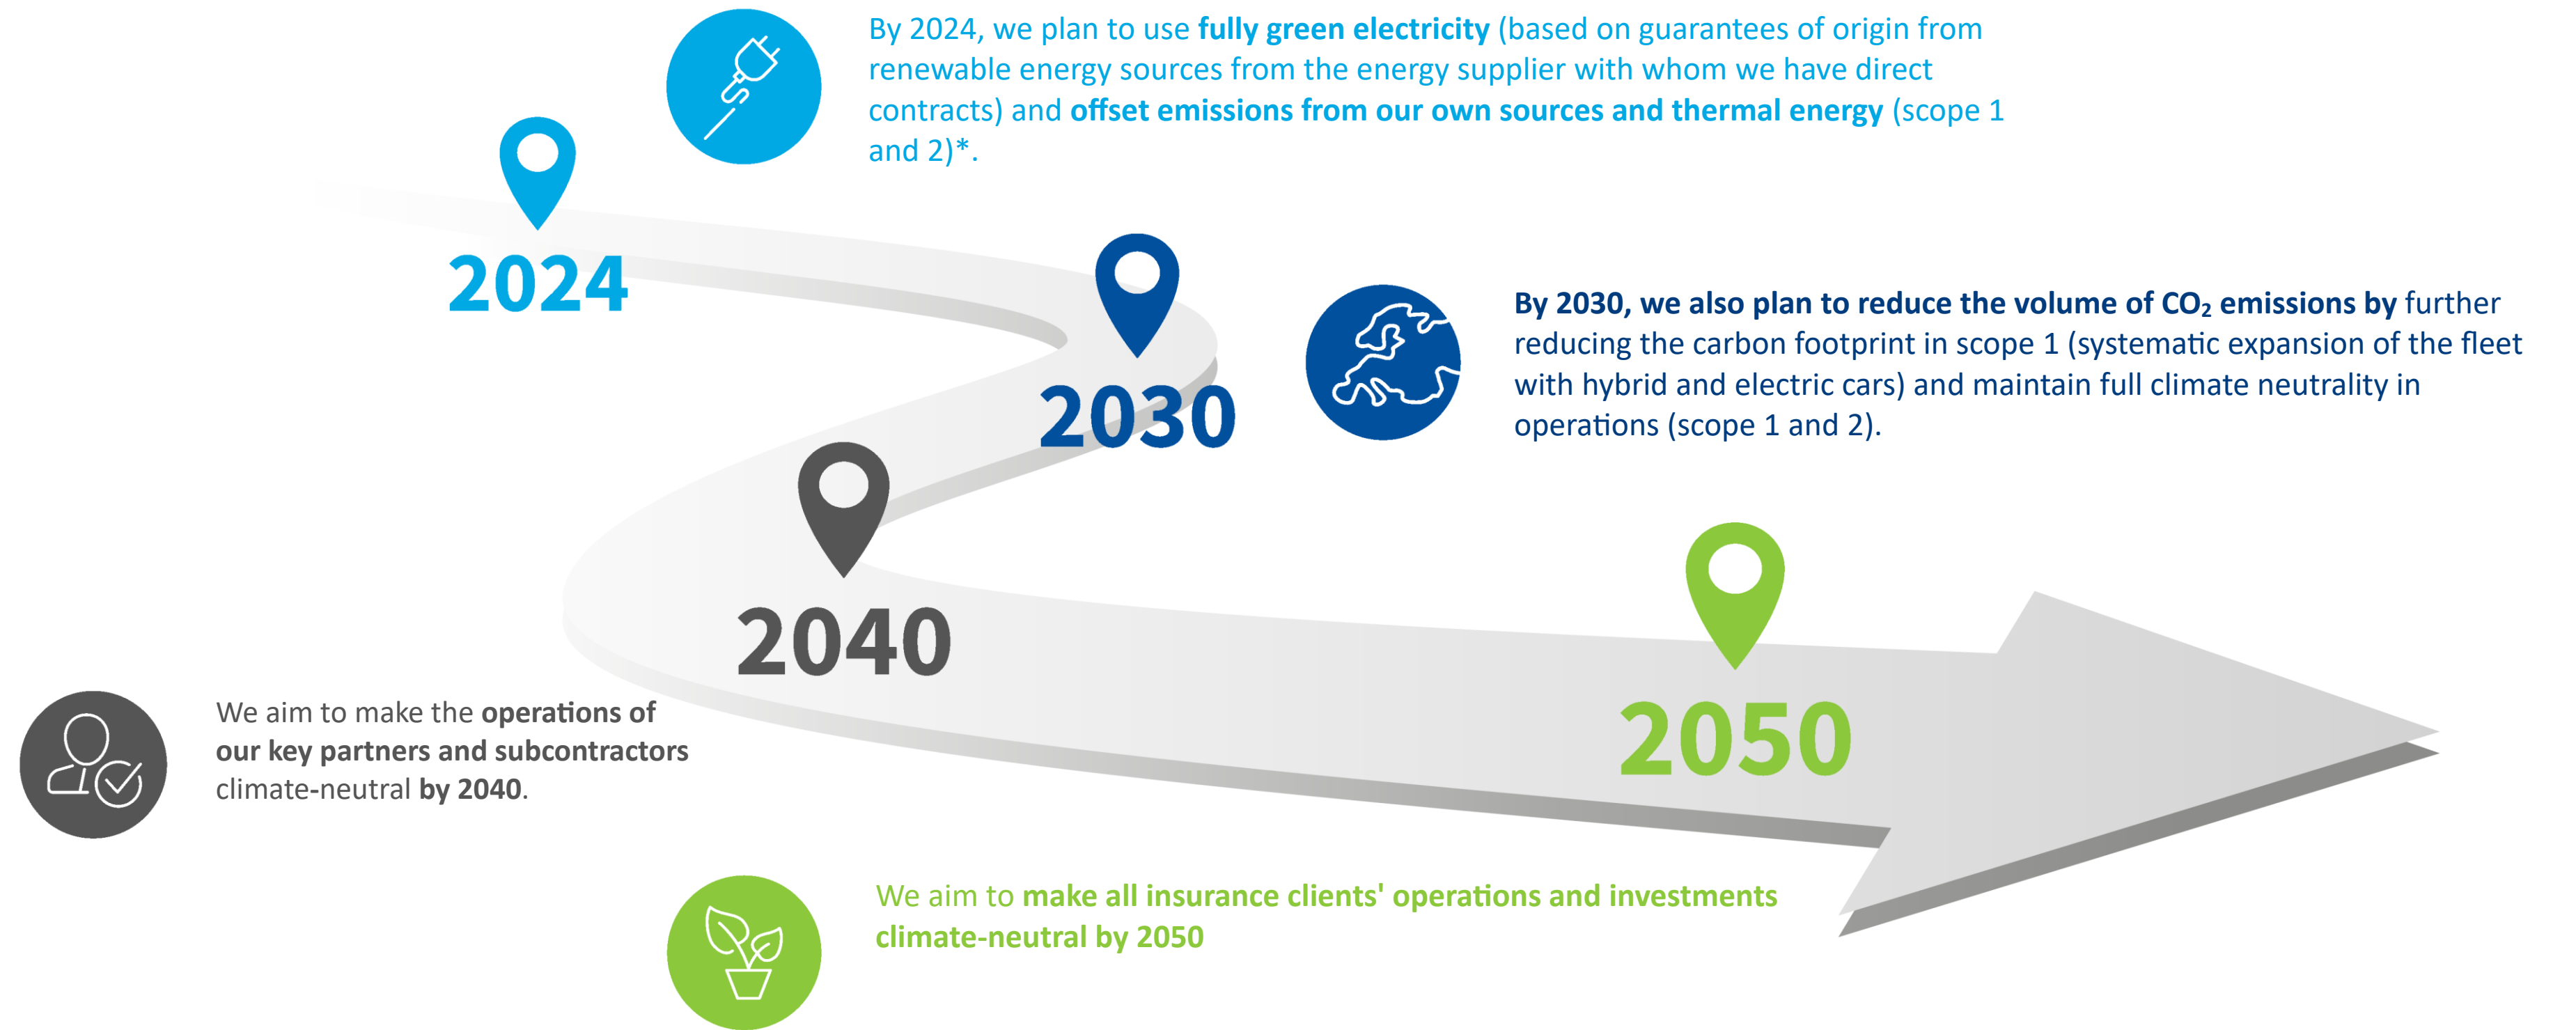 By 2024, we plan to use fully green electricity (based on guarantees of origin from
renewable energy sources from the energy supplier with whom we have direct
contracts) and offset emissions from our own sources and thermal energy (scope 1
and 2)*.
2024
2030
By 2030, we also plan to reduce the volume of CO₂ emissions by further
reducing the carbon footprint in scope 1 (systematic expansion of the fleet
with hybrid and electric cars) and maintain full climate neutrality in
operations (scope 1 and 2).
2040
We aim to make the operations of
our key partners and subcontractors
climate-neutral by 2040.
2050
We aim to make all insurance clients' operations and investments
climate-neutral by 2050